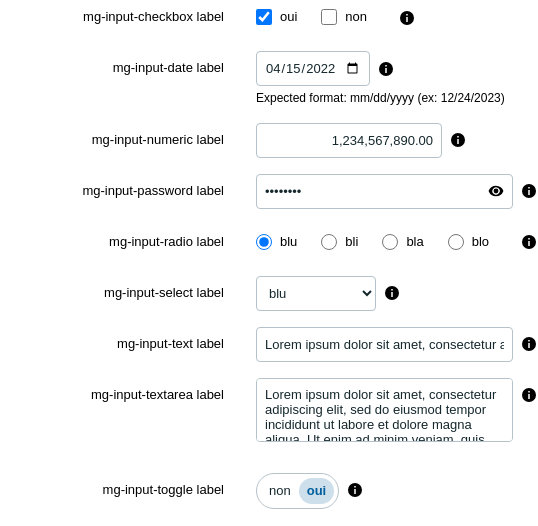 mg-input-checkbox label oui non
mg-input-date label 04/15/2022
Expected format: mm/dd/yyyy (ex: 12/24/2023)
mg-input-numeric label 1,234,567,890.00
mg-input-password label ••••••••
mg-input-radio label blu bli bla blo
mg-input-select label blu
mg-input-text label Lorem ipsum dolor sit amet, consectetur a
mg-input-textarea label Lorem ipsum dolor sit amet, consectetur
adipiscing elit, sed do eiusmod tempor
incididunt ut labore et dolore magna
aliqua. Ut enim ad minim veniam, quis
mg-input-toggle label non oui